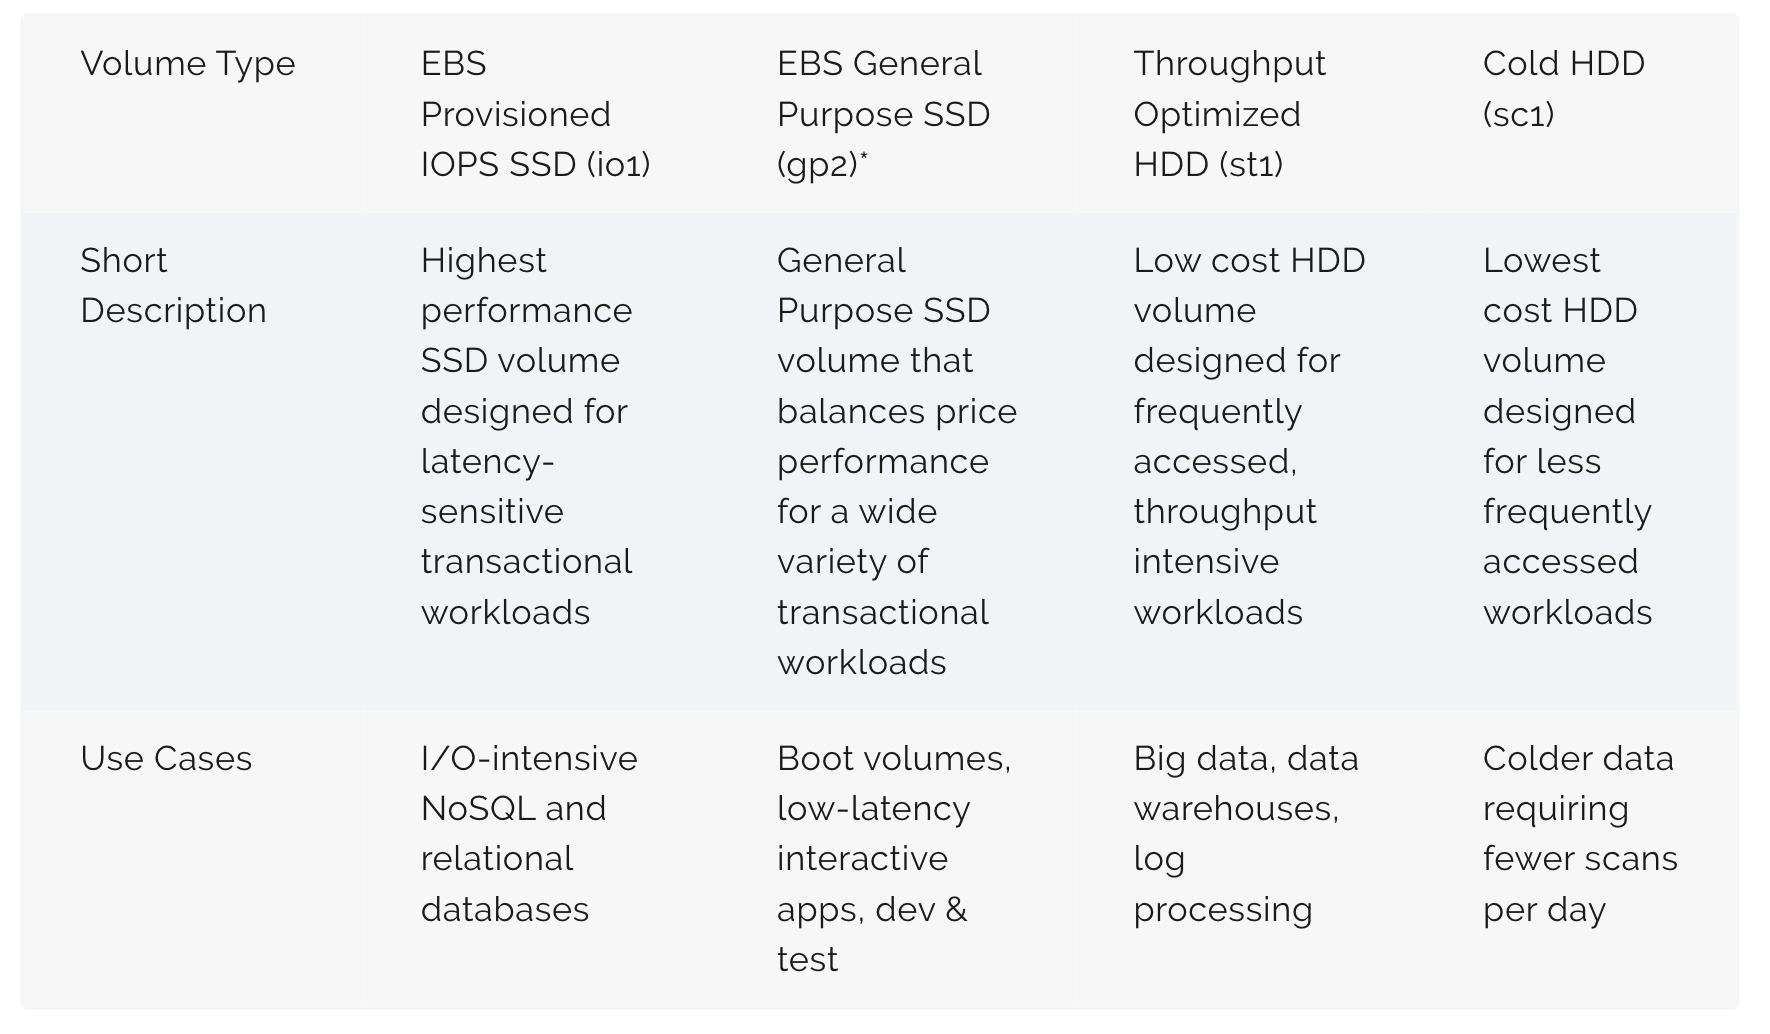 Volume Type
EBS
Provisioned
IOPS SSD (io1)
EBS General
Purpose SSD
(gp2)*
Throughput
Optimized
HDD (st1)
Cold HDD
(sc1)
Short
Description
Highest
performance
SSD volume
designed for
latency-
sensitive
transactional
workloads
General
Purpose SSD
volume that
balances price
performance
for a wide
variety of
transactional
workloads
Low cost HDD
volume
designed for
frequently
accessed,
throughput
intensive
workloads
Lowest
cost HDD
volume
designed
for less
frequently
accessed
workloads
Use Cases
I/O-intensive
NoSQL and
relational
databases
Boot volumes,
low-latency
interactive
apps, dev &
test
Big data, data
warehouses,
log
processing
Colder data
requiring
fewer scans
per day